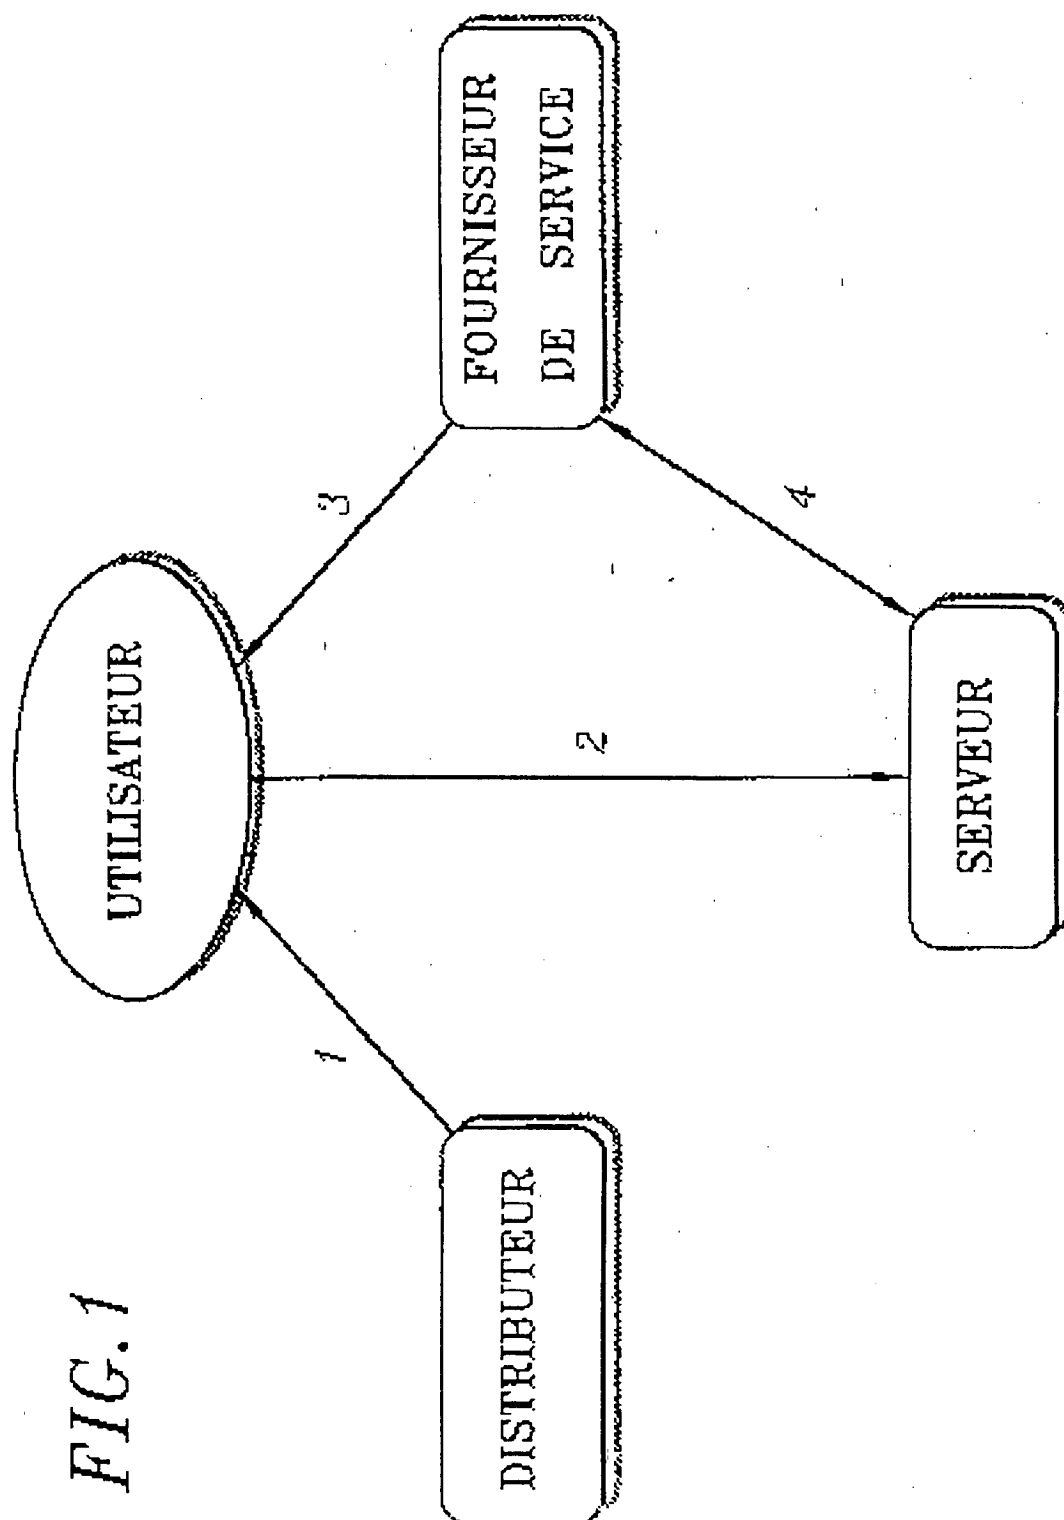 FIG.1
UTILISATEUR
1
3
DISTRIBUTEUR
2
FOURNISSEUR
DE SERVICE
4
SERVEUR